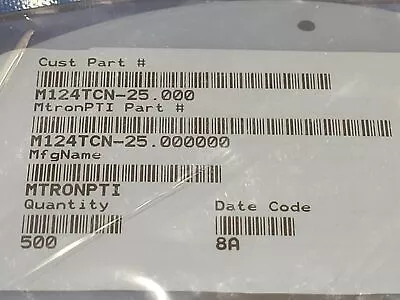 Cust Part #
M124TCN-25.000
MtronPTI Part #
M124TCN-25.000000
MfgName
MTRONPTI
Quantity
500
Date Code
8A